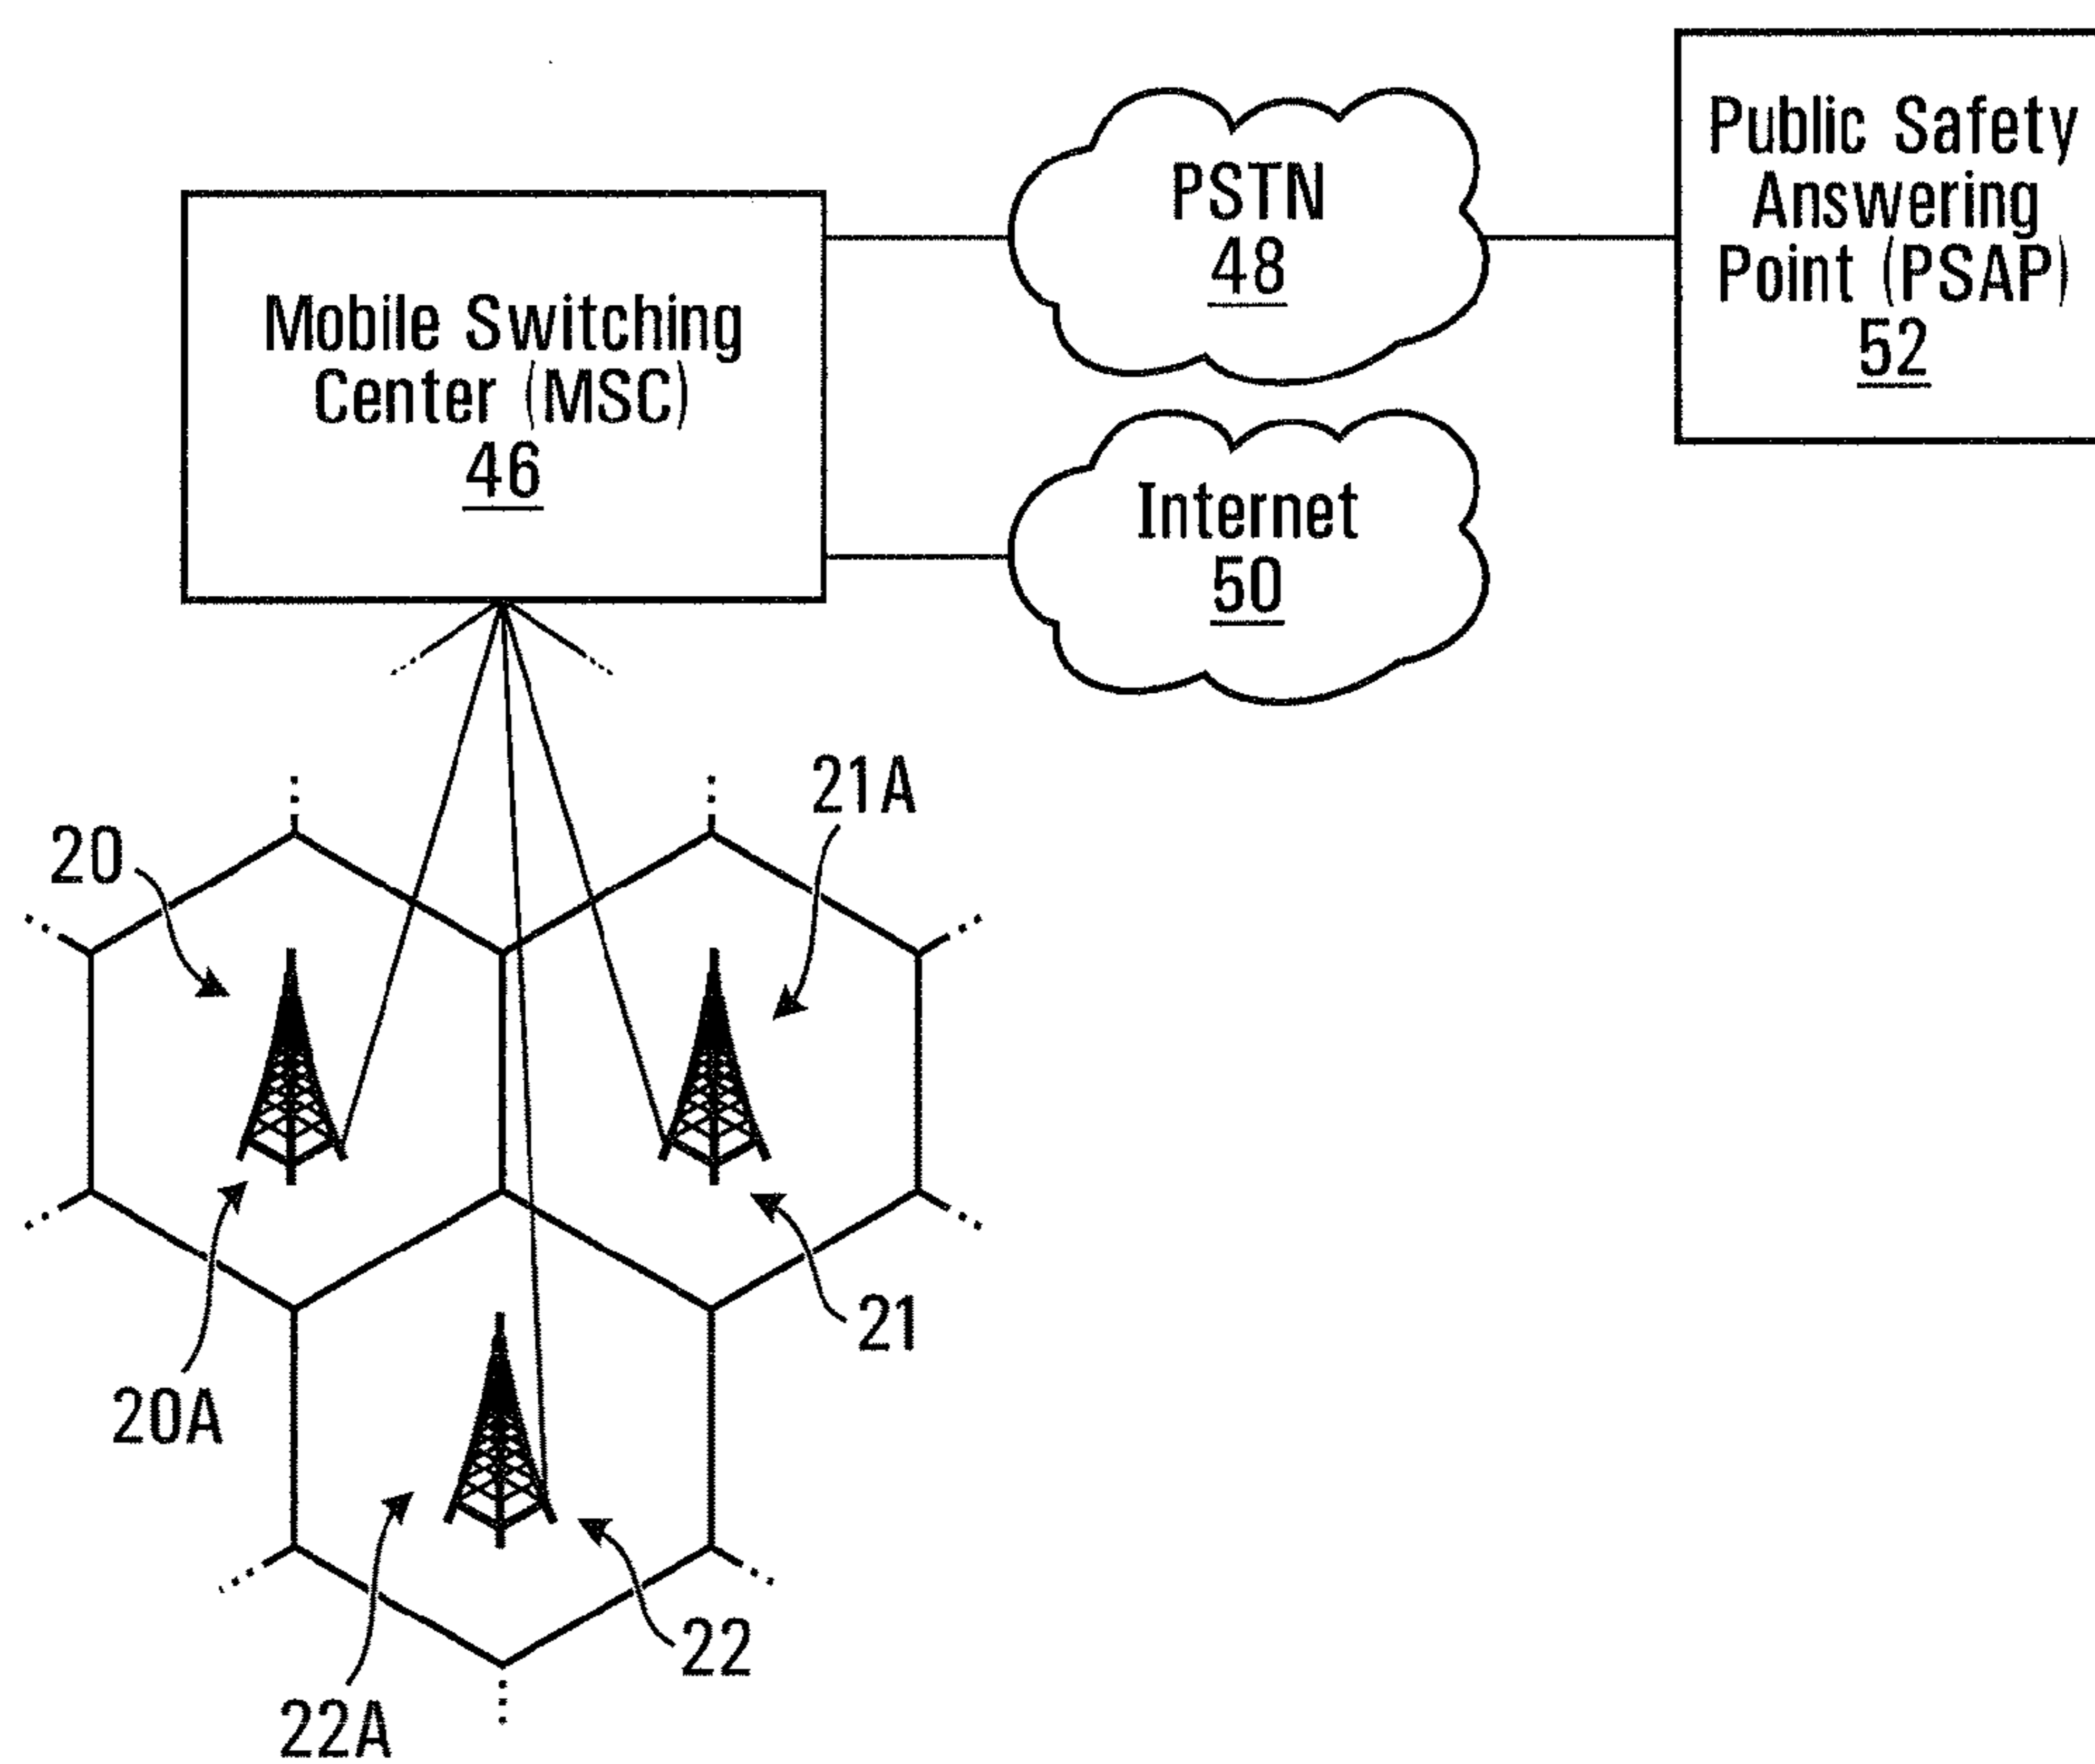 Public Safety
Answering
Point (PSAP)
52
PSTN
48
Mobile Switching
Center (MSC)
46
Internet
50
21A
20
21
20A
22
22A